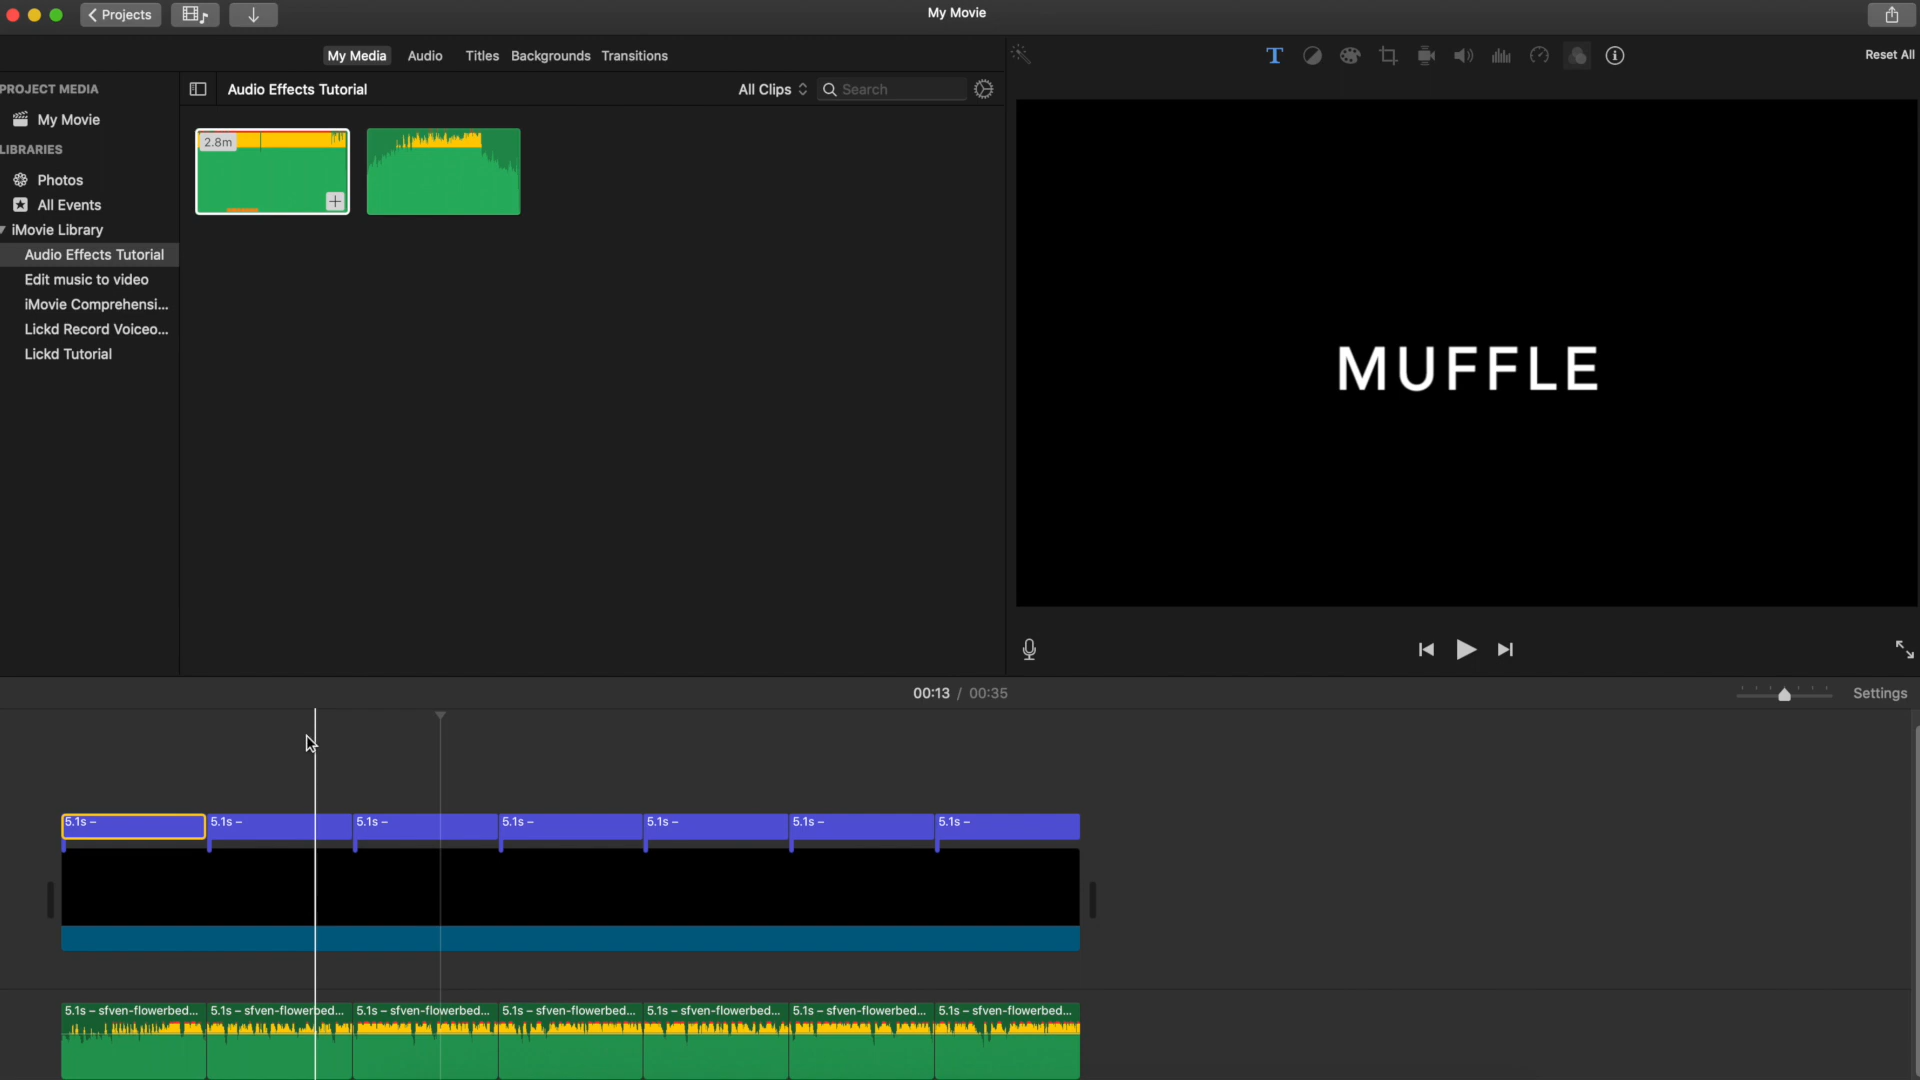 Projects
My Movie
My Media
Audio
Titles
Backgrounds
Transitions
Reset All
PROJECT MEDIA
My Movie
LIBRARIES
Photos
All Events
iMovie Library
Audio Effects Tutorial
Edit music to video
iMovie Comprehensi...
Lickd Record Voiceo...
Lickd Tutorial
Audio Effects Tutorial
All Clips
Search
2.8m
MUFFLE
00:13 / 00:35
Settings
5.1s –
5.1s –
5.1s –
5.1s –
5.1s –
5.1s –
5.1s –
5.1s – sfven-flowerbed...
5.1s – sfven-flowerbed...
5.1s – sfven-flowerbed...
5.1s – sfven-flowerbed...
5.1s – sfven-flowerbed...
5.1s – sfven-flowerbed...
5.1s – sfven-flowerbed...